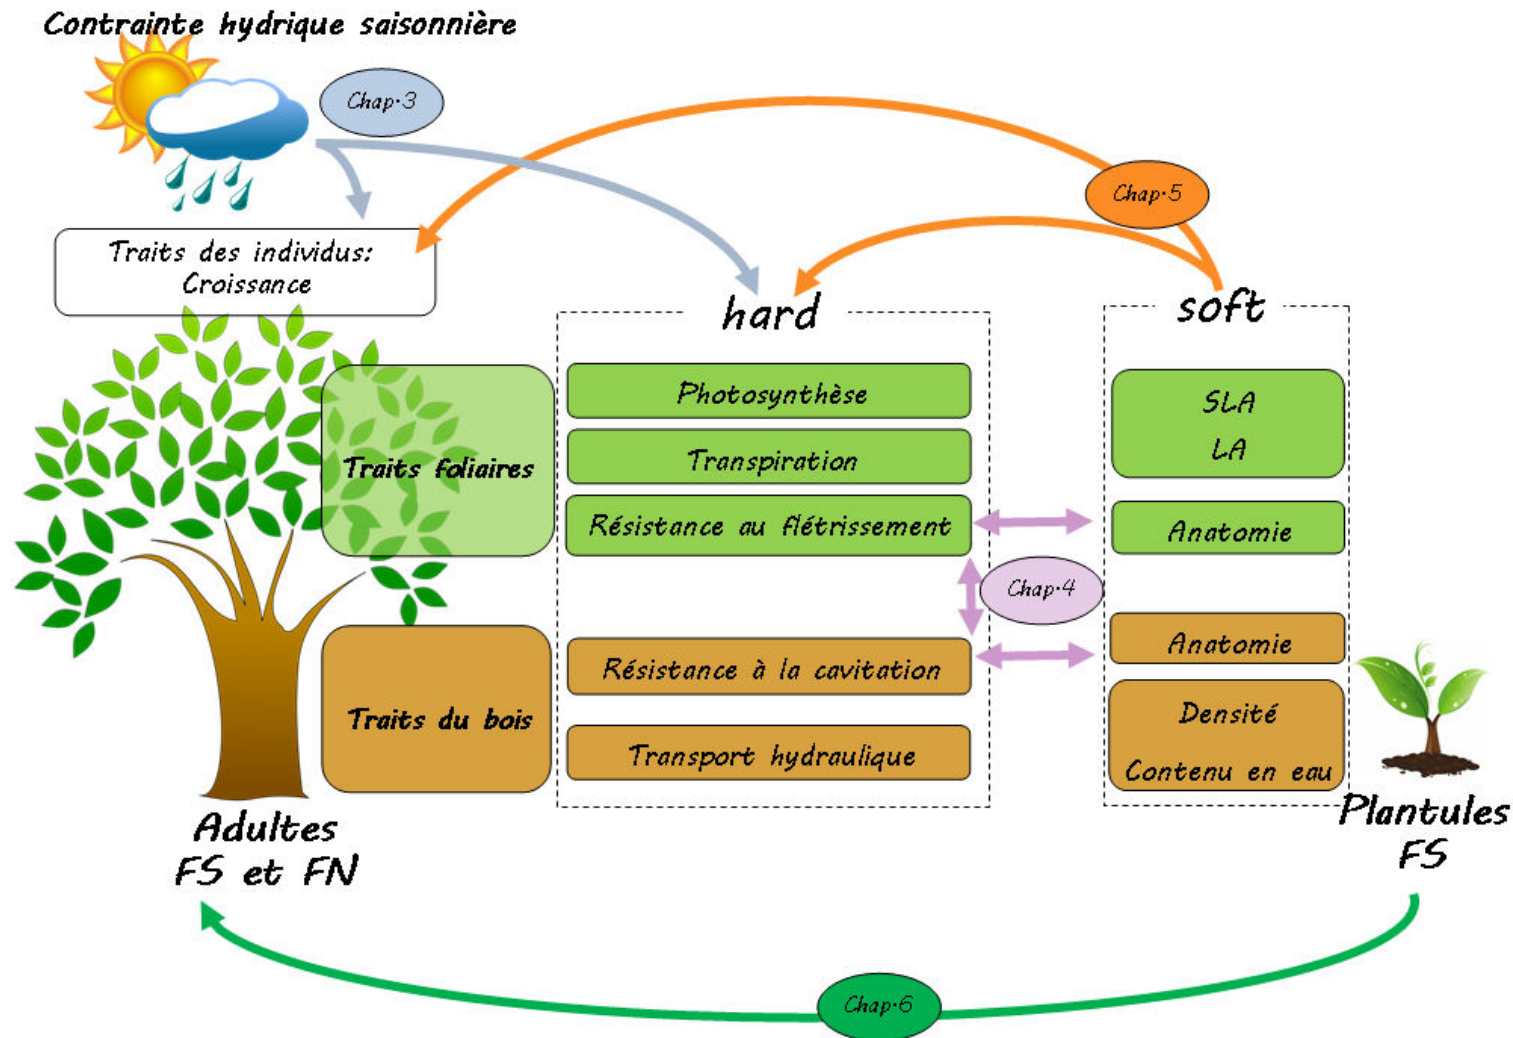 Contrainte hydrique saisonnière
Chap.3
Chap.5
Traits des individus:
Croissance
hard
soft
Photosynthèse
SLA
LA
Traits foliaires
Transpiration
Résistance au flétrissement
Anatomie
Chap.4
Anatomie
Résistance à la cavitation
Traits du bois
Densité
Transport hydraulique
Contenu en eau
Adultes
FS et FN
Plantules
FS
Chap.6